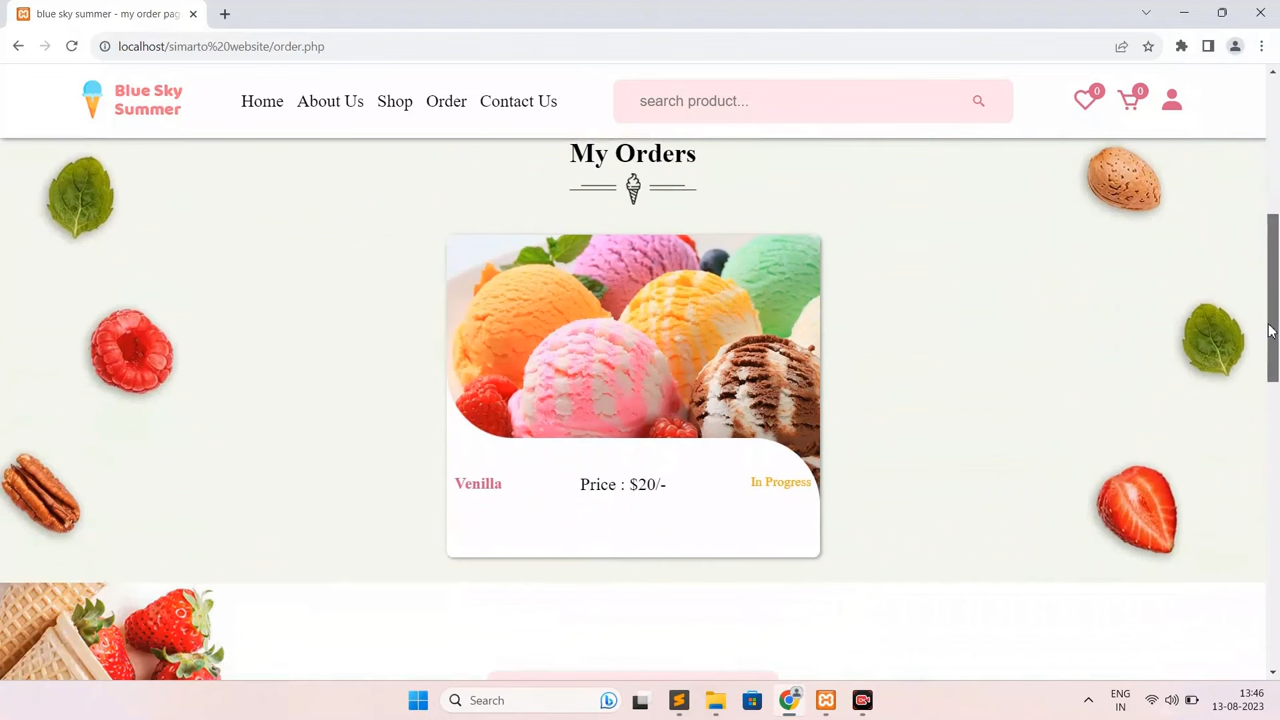 blue sky summer - my order pag
localhost/simarto%20website/order.php
Blue Sky
Summer
Home About Us Shop Order Contact Us
search product...
0
0
My Orders
Venilla
Price : $20/-
In Progress
Search
ENG
IN
13:46
13-08-2023